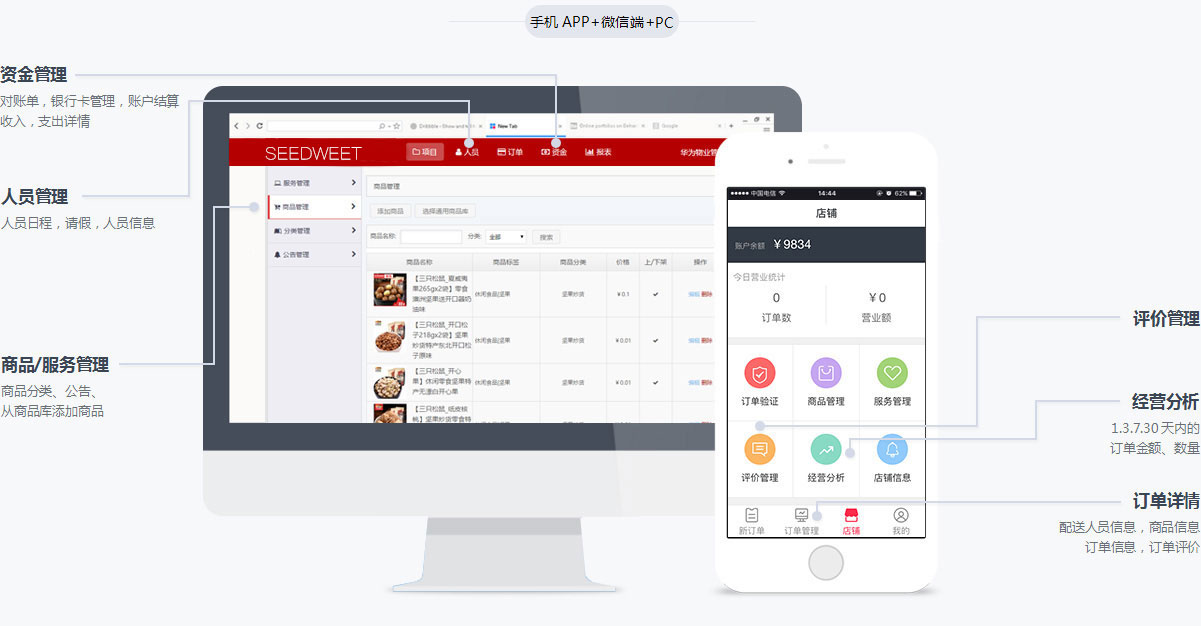 手机 APP+微信端+PC
资金管理
对账单，银行卡管理，账户结算
收入，支出详情
人员管理
人员日程，请假，人员信息
商品/服务管理
商品分类、公告、
从商品库添加商品
New Tab
Google
SEEDWEET
项目
人员
订单
资金
报表
华为物业管
服务管理
商品管理
分类管理
公告管理
商品管理
添加商品
选择通用商品库
商品名称:
分类:
全部
搜索
商品名称 商品标签 商品分类 价格 上/下架 操作
【三只松鼠_夏威夷
果265gx2袋】零食
澳洲坚果送开口器奶
油味
休闲食品|坚果
坚果炒货
￥0.1
编辑 删除
【三只松鼠_开口松
子218gx2袋】坚果
炒货特产东北开口松
子原味
休闲食品|坚果
坚果炒货
￥0.01
编辑 删除
【三只松鼠_开心
果】休闲零食坚果特
产无漂白开心果
休闲食品|坚果
坚果炒货
￥0.01
编辑 删除
【三只松鼠_纸皮核
桃】坚果炒货零食特
中国电信
14:44
62%
店铺
账户余额 ￥9834
今日营业统计
0
订单数
￥0
营业额
订单验证
商品管理
服务管理
评价管理
经营分析
店铺信息
新订单
订单管理
店铺
我的
评价管理
经营分析
1.3.7.30 天内的
订单金额、数量
订单详情
配送人员信息，商品信息
订单信息，订单评价